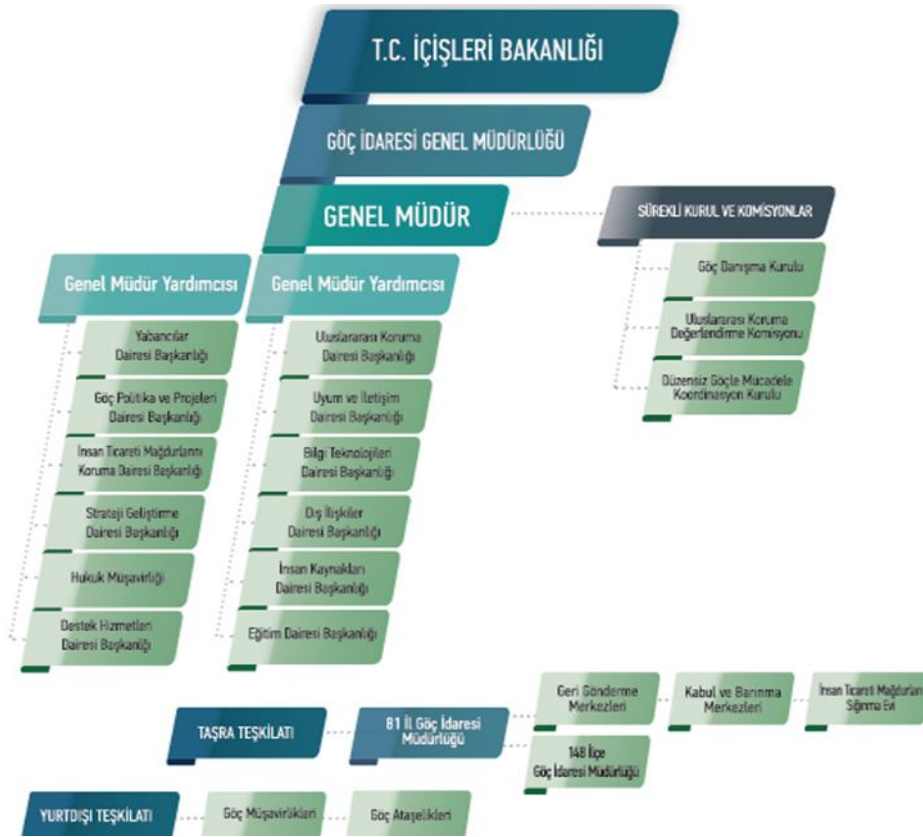 T.C. İÇİŞLERİ BAKANLIĞI
GÖÇ İDARESİ GENEL MÜDÜRLÜĞÜ
GENEL MÜDÜR
SÜREKLİ KURUL VE KOMİSYONLAR
Göç Danışma Kurulu
Uluslararası Koruma
Değerlendirme Komisyonu
Düzensiz Göçle Mücadele
Koordinasyon Kurulu
Genel Müdür Yardımcısı
Yabancılar
Dairesi Başkanlığı
Göç Politika ve Projeleri
Dairesi Başkanlığı
İnsan Ticareti Mağdurlarını
Koruma Dairesi Başkanlığı
Strateji Geliştirme
Dairesi Başkanlığı
Hukuk Müşavirliği
Destek Hizmetleri
Dairesi Başkanlığı
Genel Müdür Yardımcısı
Uluslararası Koruma
Dairesi Başkanlığı
Uyum ve İletişim
Dairesi Başkanlığı
Bilgi Teknolojileri
Dairesi Başkanlığı
Dış İlişkiler
Dairesi Başkanlığı
İnsan Kaynakları
Dairesi Başkanlığı
Eğitim Dairesi Başkanlığı
TAŞRA TEŞKİLATI
81 İl Göç İdaresi
Müdürlüğü
Geri Gönderme
Merkezleri
Kabul ve Barınma
Merkezleri
İnsan Ticareti Mağdurları
Sığınma Evi
148 İlçe
Göç İdaresi Müdürlüğü
YURTDIŞI TEŞKİLATI
Göç Müşavirlikleri
Göç Ataşelikleri